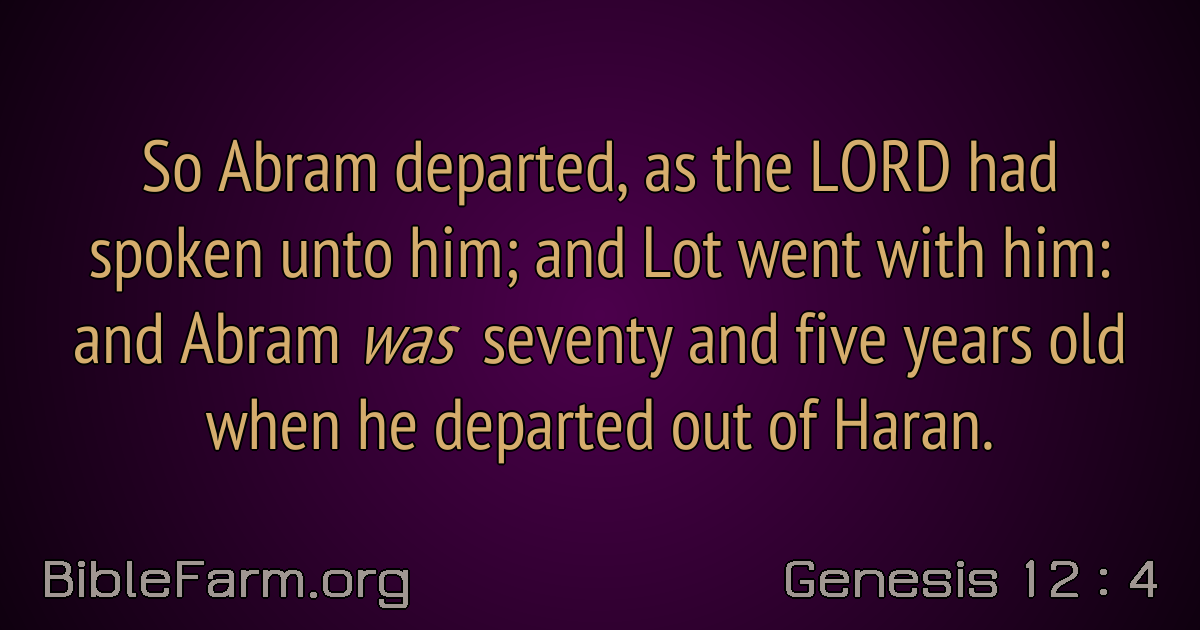 So Abram departed, as the LORD had
spoken unto him; and Lot went with him:
and Abram was seventy and five years old
when he departed out of Haran.
BibleFarm.org
Genesis 12 : 4